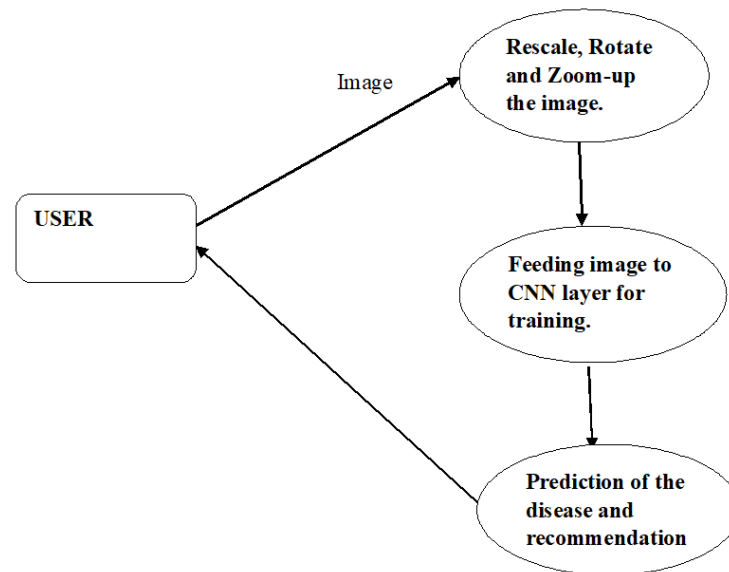 Rescale, Rotate
and Zoom-up
the image.
Image
USER
Feeding image to
CNN layer for
training.
Prediction of the
disease and
recommendation